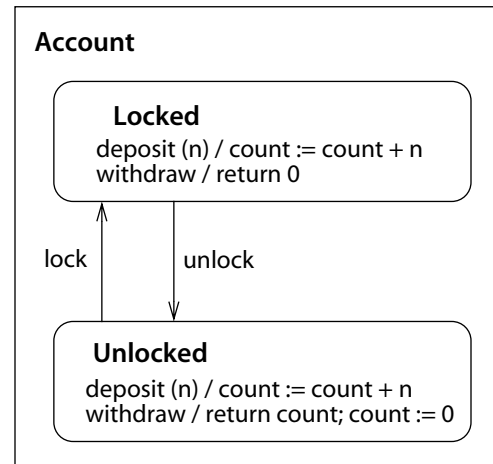 Account
Locked
deposit (n) / count := count + n
withdraw / return 0
lock
unlock
Unlocked
deposit (n) / count := count + n
withdraw / return count; count := 0